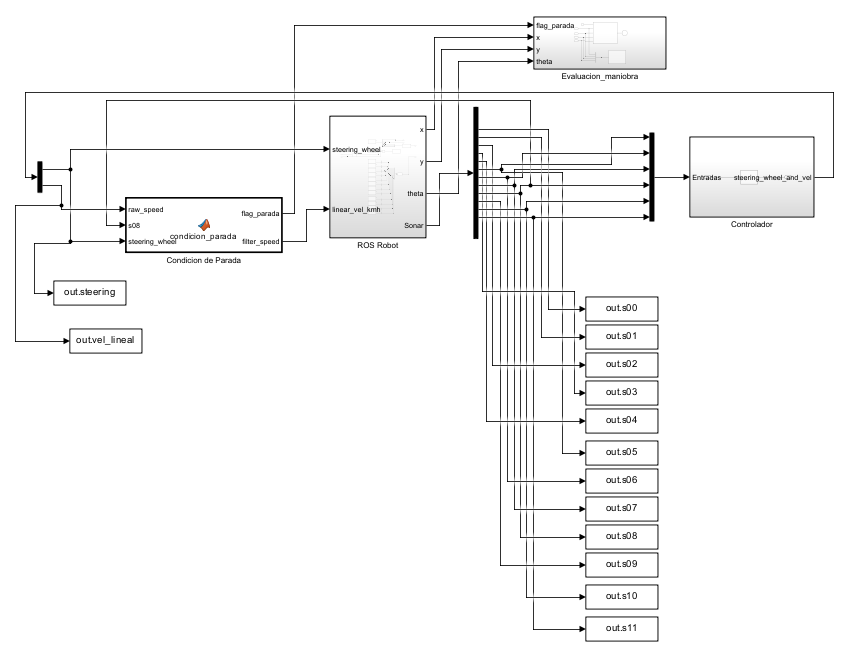 flag_parada
x
y
theta
Evaluacion_maniobra
steering_wheel
linear_vel_kmh
x
y
theta
Sonar
ROS Robot
raw_speed
s08
steering_wheel
condicion_parada
flag_parada
filter_speed
Condicion de Parada
Entradas
steering_wheel_and_vel
Controlador
out.steering
out.vel_lineal
out.s00
out.s01
out.s02
out.s03
out.s04
out.s05
out.s06
out.s07
out.s08
out.s09
out.s10
out.s11